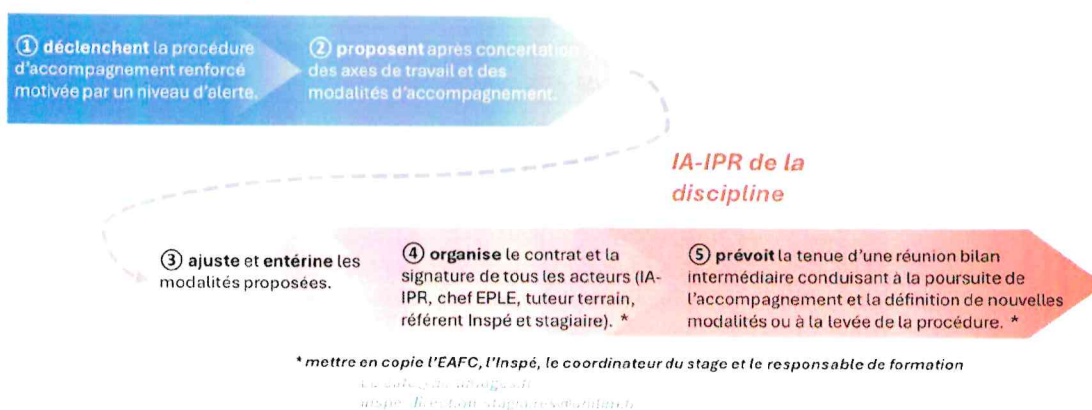 ① déclenchent la procédure
d'accompagnement renforcé
motivée par un niveau d'alerte.
② proposent après concertation
des axes de travail et des
modalités d'accompagnement.
IA-IPR de la
discipline
③ ajuste et entérine les
modalités proposées.
④ organise le contrat et la
signature de tous les acteurs (IA-
IPR, chef EPLE, tuteur terrain,
référent Inspé et stagiaire). *
⑤ prévoit la tenue d'une réunion bilan
intermédiaire conduisant à la poursuite de
l'accompagnement et la définition de nouvelles
modalités ou à la levée de la procédure. *
* mettre en copie l'EAFC, l'Inspé, le coordinateur du stage et le responsable de formation